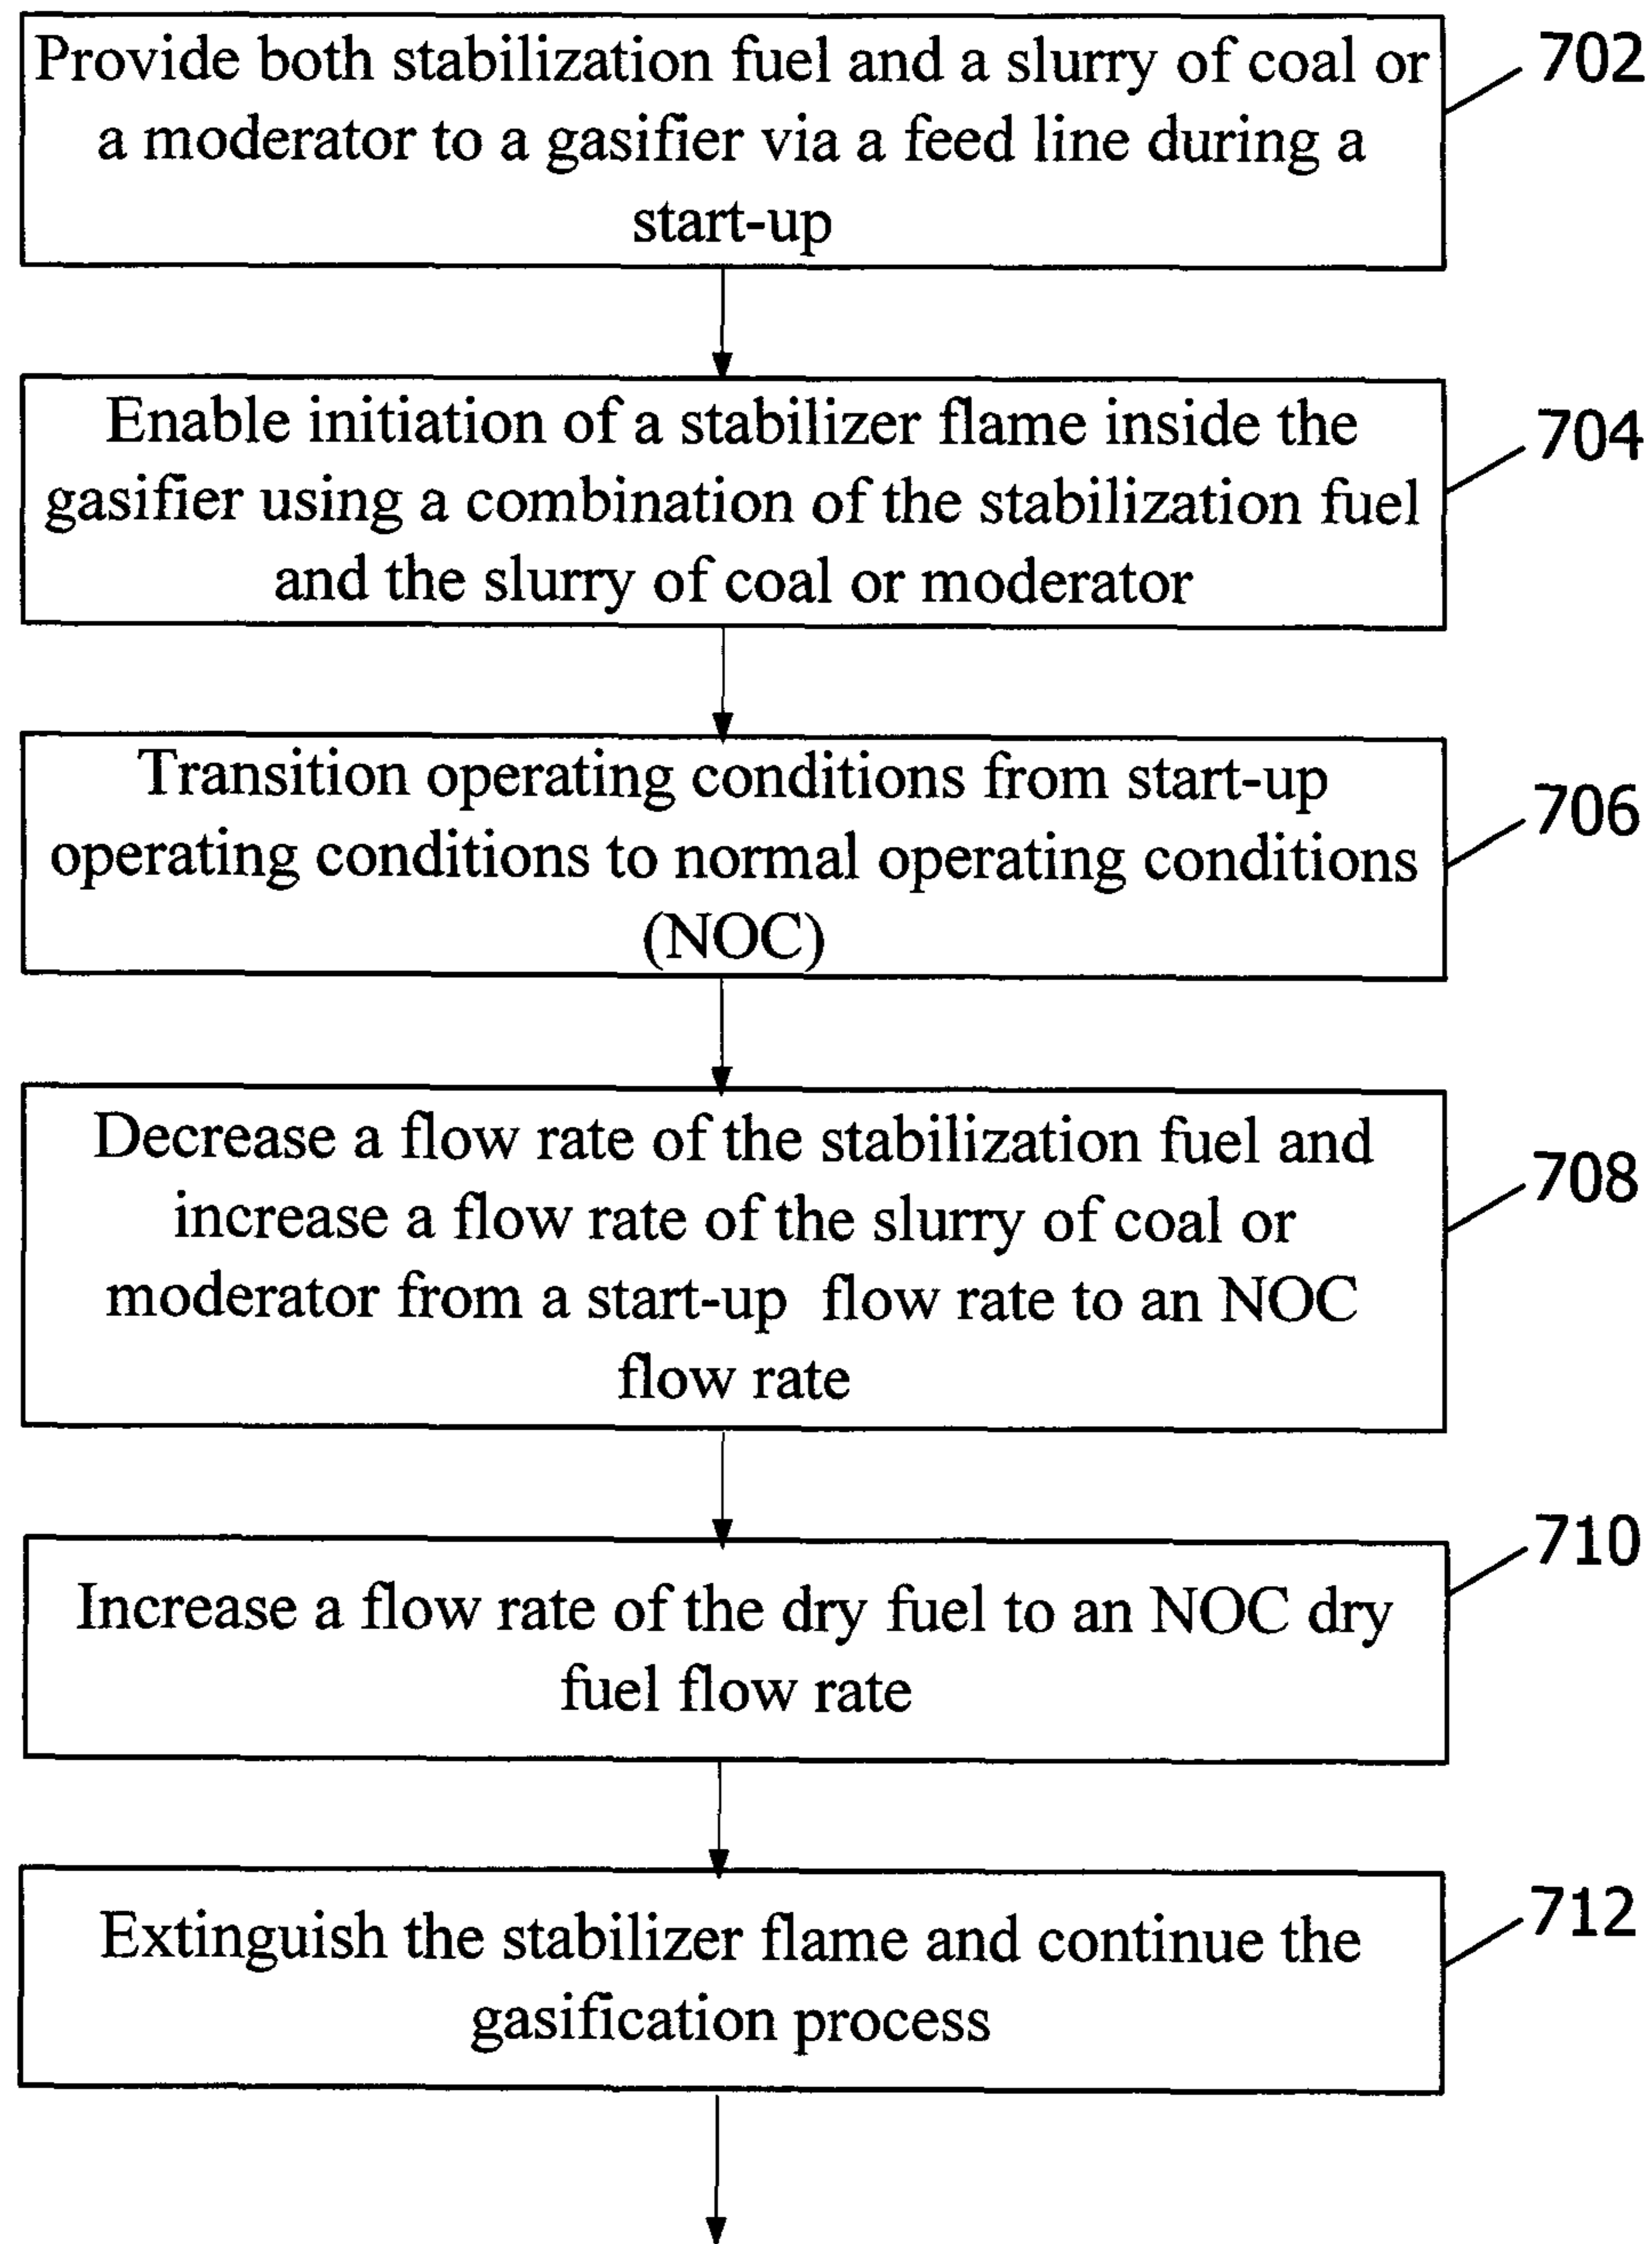 Provide both stabilization fuel and a slurry of coal or
a moderator to a gasifier via a feed line during a
start-up
702
Enable initiation of a stabilizer flame inside the
gasifier using a combination of the stabilization fuel
and the slurry of coal or moderator
704
Transition operating conditions from start-up
operating conditions to normal operating conditions
(NOC)
706
Decrease a flow rate of the stabilization fuel and
increase a flow rate of the slurry of coal or
moderator from a start-up flow rate to an NOC
flow rate
708
Increase a flow rate of the dry fuel to an NOC dry
fuel flow rate
710
Extinguish the stabilizer flame and continue the
gasification process
712